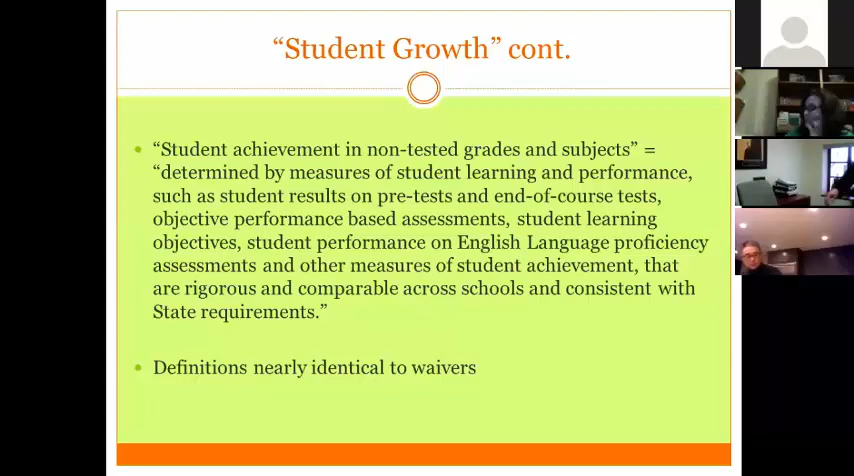 “Student Growth” cont.
“Student achievement in non-tested grades and subjects” =
“determined by measures of student learning and performance,
such as student results on pre-tests and end-of-course tests,
objective performance based assessments, student learning
objectives, student performance on English Language proficiency
assessments and other measures of student achievement, that
are rigorous and comparable across schools and consistent with
State requirements.”
Definitions nearly identical to waivers